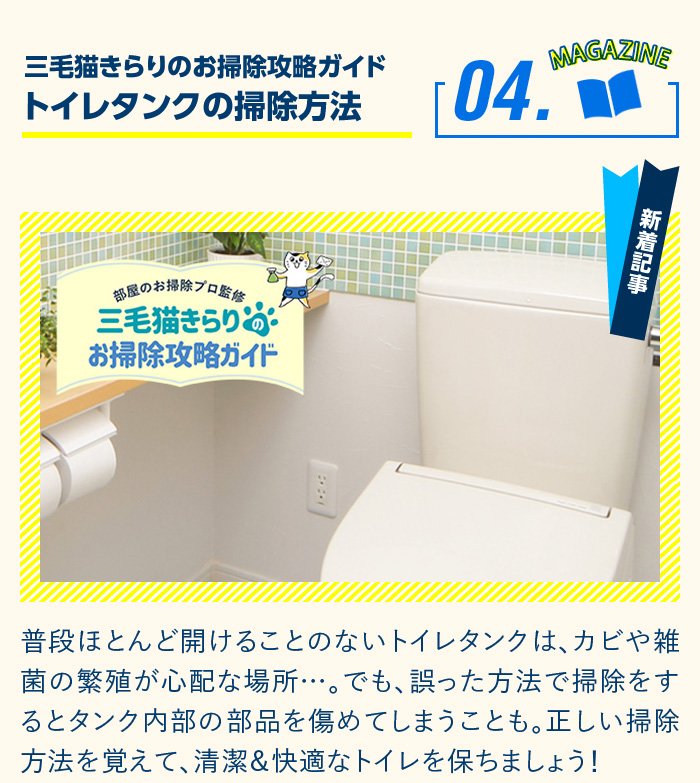 三毛猫きらりのお掃除攻略ガイド
トイレタンクの掃除方法
04.
MAGAZINE
新着記事
部屋のお掃除プロ監修
三毛猫きらりの
お掃除攻略ガイド
普段ほとんど開けることのないトイレタンクは、カビや雑
菌の繁殖が心配な場所…。でも、誤った方法で掃除をす
るとタンク内部の部品を傷めてしまうことも。正しい掃除
方法を覚えて、清潔＆快適なトイレを保ちましょう！